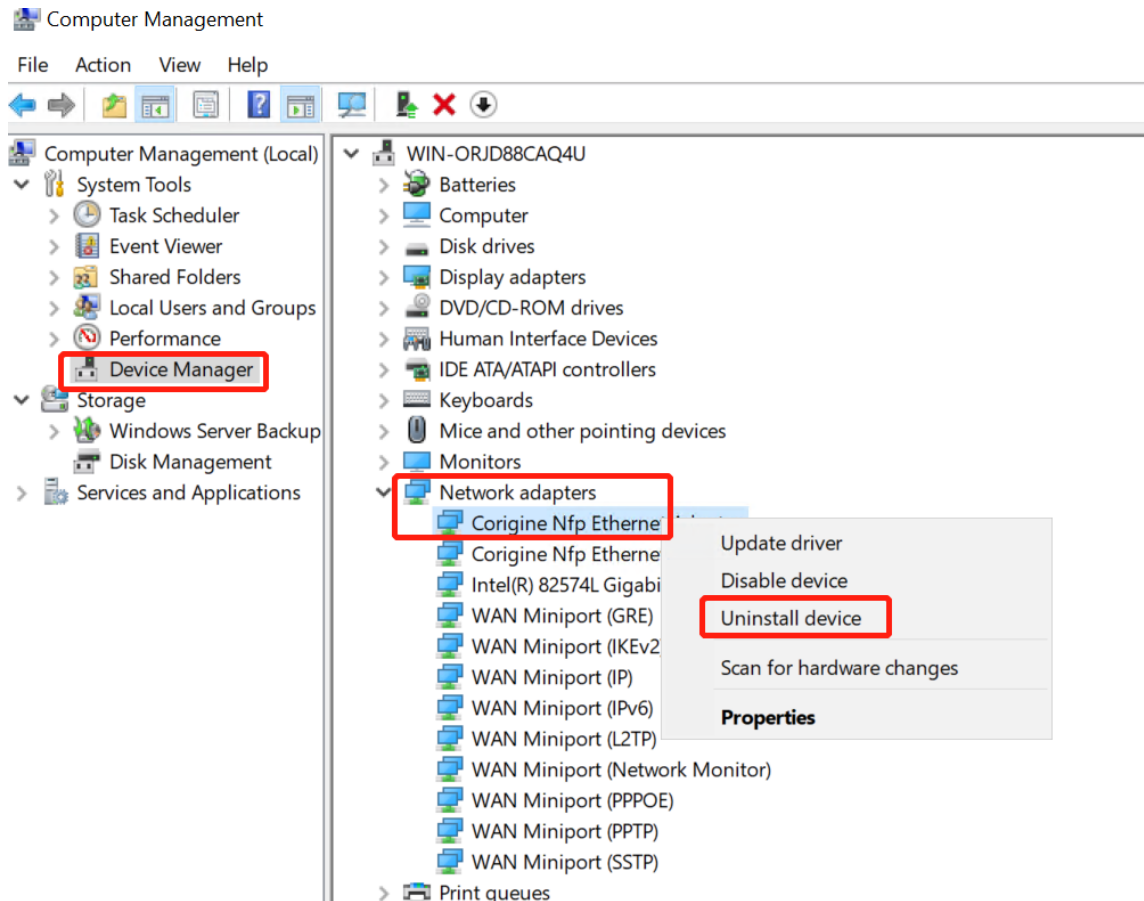 Computer Management
File Action View Help
Computer Management (Local)
System Tools
Task Scheduler
Event Viewer
Shared Folders
Local Users and Groups
Performance
Device Manager
Storage
Windows Server Backup
Disk Management
Services and Applications
WIN-ORJD88CAQ4U
Batteries
Computer
Disk drives
Display adapters
DVD/CD-ROM drives
Human Interface Devices
IDE ATA/ATAPI controllers
Keyboards
Mice and other pointing devices
Monitors
Network adapters
Corigine Nfp Etherne
Corigine Nfp Etherne
Intel(R) 82574L Gigabi
WAN Miniport (GRE)
WAN Miniport (IKEv2
WAN Miniport (IP)
WAN Miniport (IPv6)
WAN Miniport (L2TP)
WAN Miniport (Network Monitor)
WAN Miniport (PPPOE)
WAN Miniport (PPTP)
WAN Miniport (SSTP)
Print queues
Update driver
Disable device
Uninstall device
Scan for hardware changes
Properties